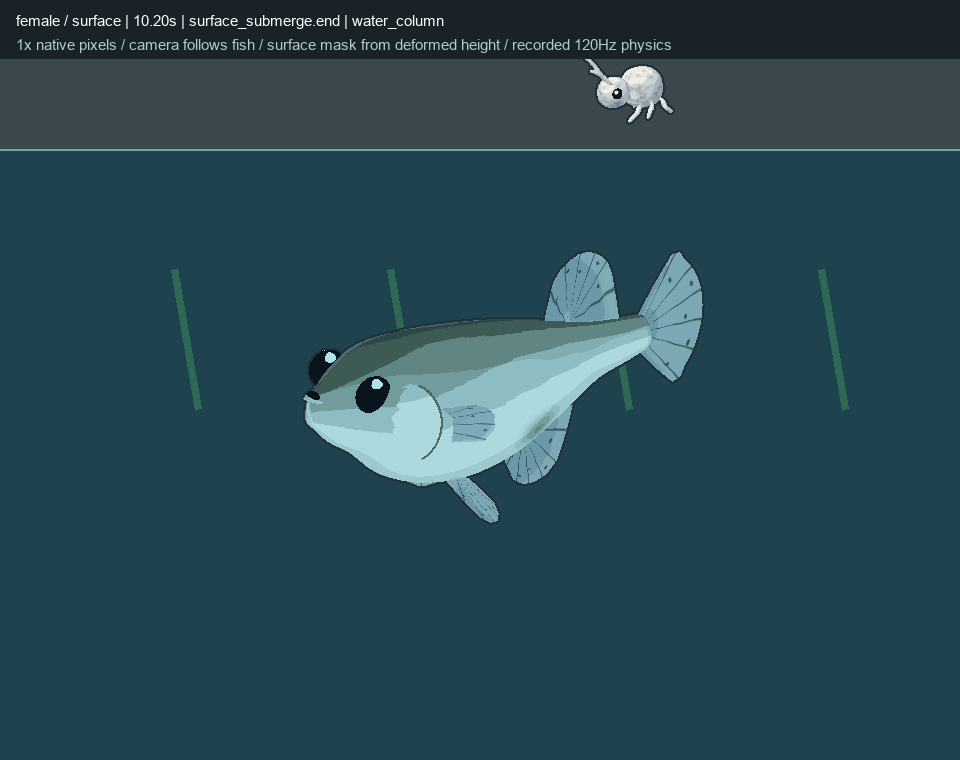 female / surface | 10.20s | surface_submerge.end | water_column
1x native pixels / camera follows fish / surface mask from deformed height / recorded 120Hz physics